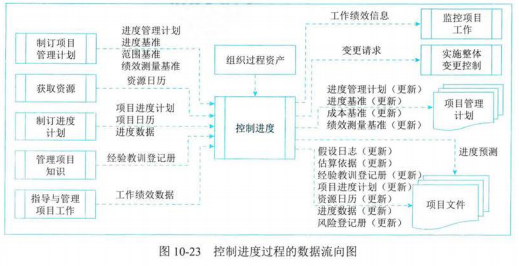 制订项目
管理计划
进度管理计划
进度基准
范围基准
绩效测量基准
获取资源
资源日历
制订进度
计划
项目进度计划
项目日历
进度数据
管理项目
知识
经验教训登记册
指导与管理
项目工作
工作绩效数据
组织过程资产
控制进度
工作绩效信息
监控项目
工作
变更请求
实施整体
变更控制
进度管理计划（更新）
进度基准（更新）
成本基准（更新）
绩效测量基准（更新）
项目管理
计划
进度预测
假设日志（更新）
估算依据（更新）
经验教训登记册（更新）
项目进度计划（更新）
资源日历（更新）
进度数据（更新）
风险登记册（更新）
项目文件
图 10-23 控制进度过程的数据流向图